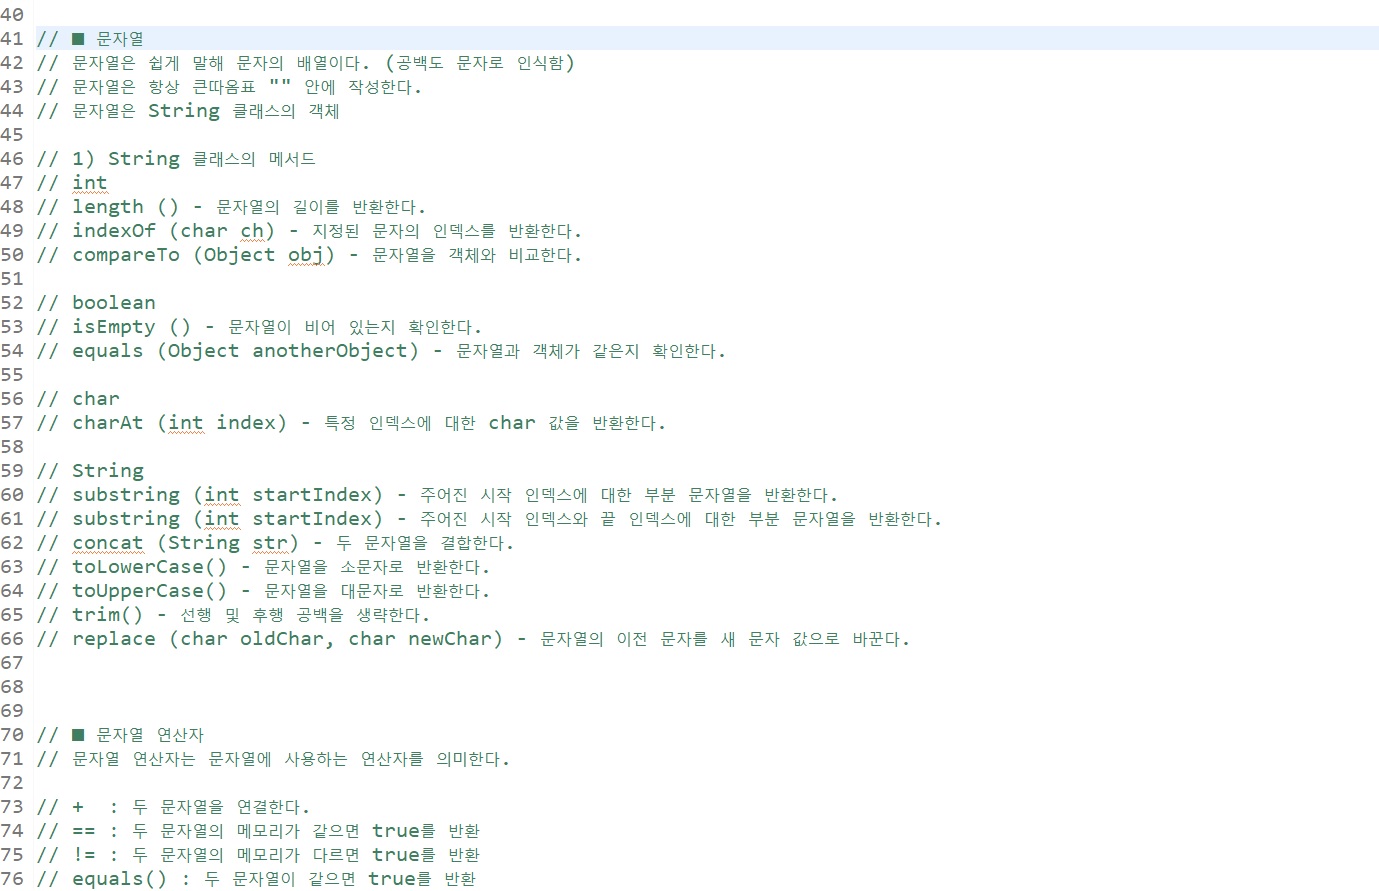 40
41 // ■ 문자열
42 // 문자열은 쉽게 말해 문자의 배열이다. (공백도 문자로 인식함)
43 // 문자열은 항상 큰따옴표 "" 안에 작성한다.
44 // 문자열은 String 클래스의 객체
45
46 // 1) String 클래스의 메서드
47 // int
48 // length () - 문자열의 길이를 반환한다.
49 // indexOf (char ch) - 지정된 문자의 인덱스를 반환한다.
50 // compareTo (Object obj) - 문자열을 객체와 비교한다.
51
52 // boolean
53 // isEmpty () - 문자열이 비어 있는지 확인한다.
54 // equals (Object anotherObject) - 문자열과 객체가 같은지 확인한다.
55
56 // char
57 // charAt (int index) - 특정 인덱스에 대한 char 값을 반환한다.
58
59 // String
60 // substring (int startIndex) - 주어진 시작 인덱스에 대한 부분 문자열을 반환한다.
61 // substring (int startIndex) - 주어진 시작 인덱스와 끝 인덱스에 대한 부분 문자열을 반환한다.
62 // concat (String str) - 두 문자열을 결합한다.
63 // toLowerCase() - 문자열을 소문자로 반환한다.
64 // toUpperCase() - 문자열을 대문자로 반환한다.
65 // trim() - 선행 및 후행 공백을 생략한다.
66 // replace (char oldChar, char newChar) - 문자열의 이전 문자를 새 문자 값으로 바꾼다.
67
68
69
70 // ■ 문자열 연산자
71 // 문자열 연산자는 문자열에 사용하는 연산자를 의미한다.
72
73 // +  : 두 문자열을 연결한다.
74 // == : 두 문자열의 메모리가 같으면 true를 반환
75 // != : 두 문자열의 메모리가 다르면 true를 반환
76 // equals() : 두 문자열이 같으면 true를 반환